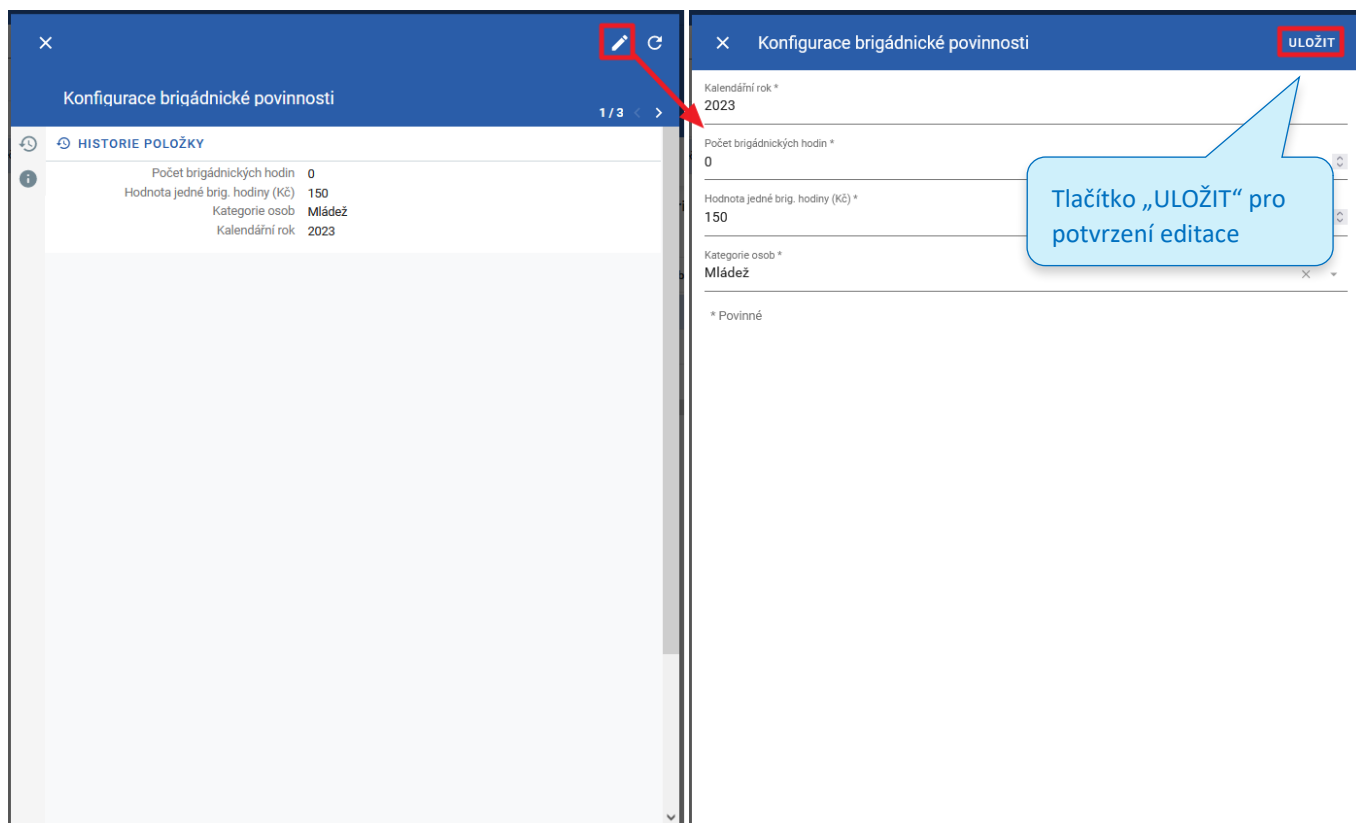 Konfigurace brigádnické povinnosti
1 / 3
HISTORIE POLOŽKY
Počet brigádnických hodin 0
Hodnota jedné brig. hodiny (Kč) 150
Kategorie osob Mládež
Kalendářní rok 2023
Konfigurace brigádnické povinnosti
ULOŽIT
Kalendářní rok *
2023
Počet brigádnických hodin *
0
Hodnota jedné brig. hodiny (Kč) *
150
Kategorie osob *
Mládež
* Povinné
Tlačítko „ULOŽIT“ pro
potvrzení editace